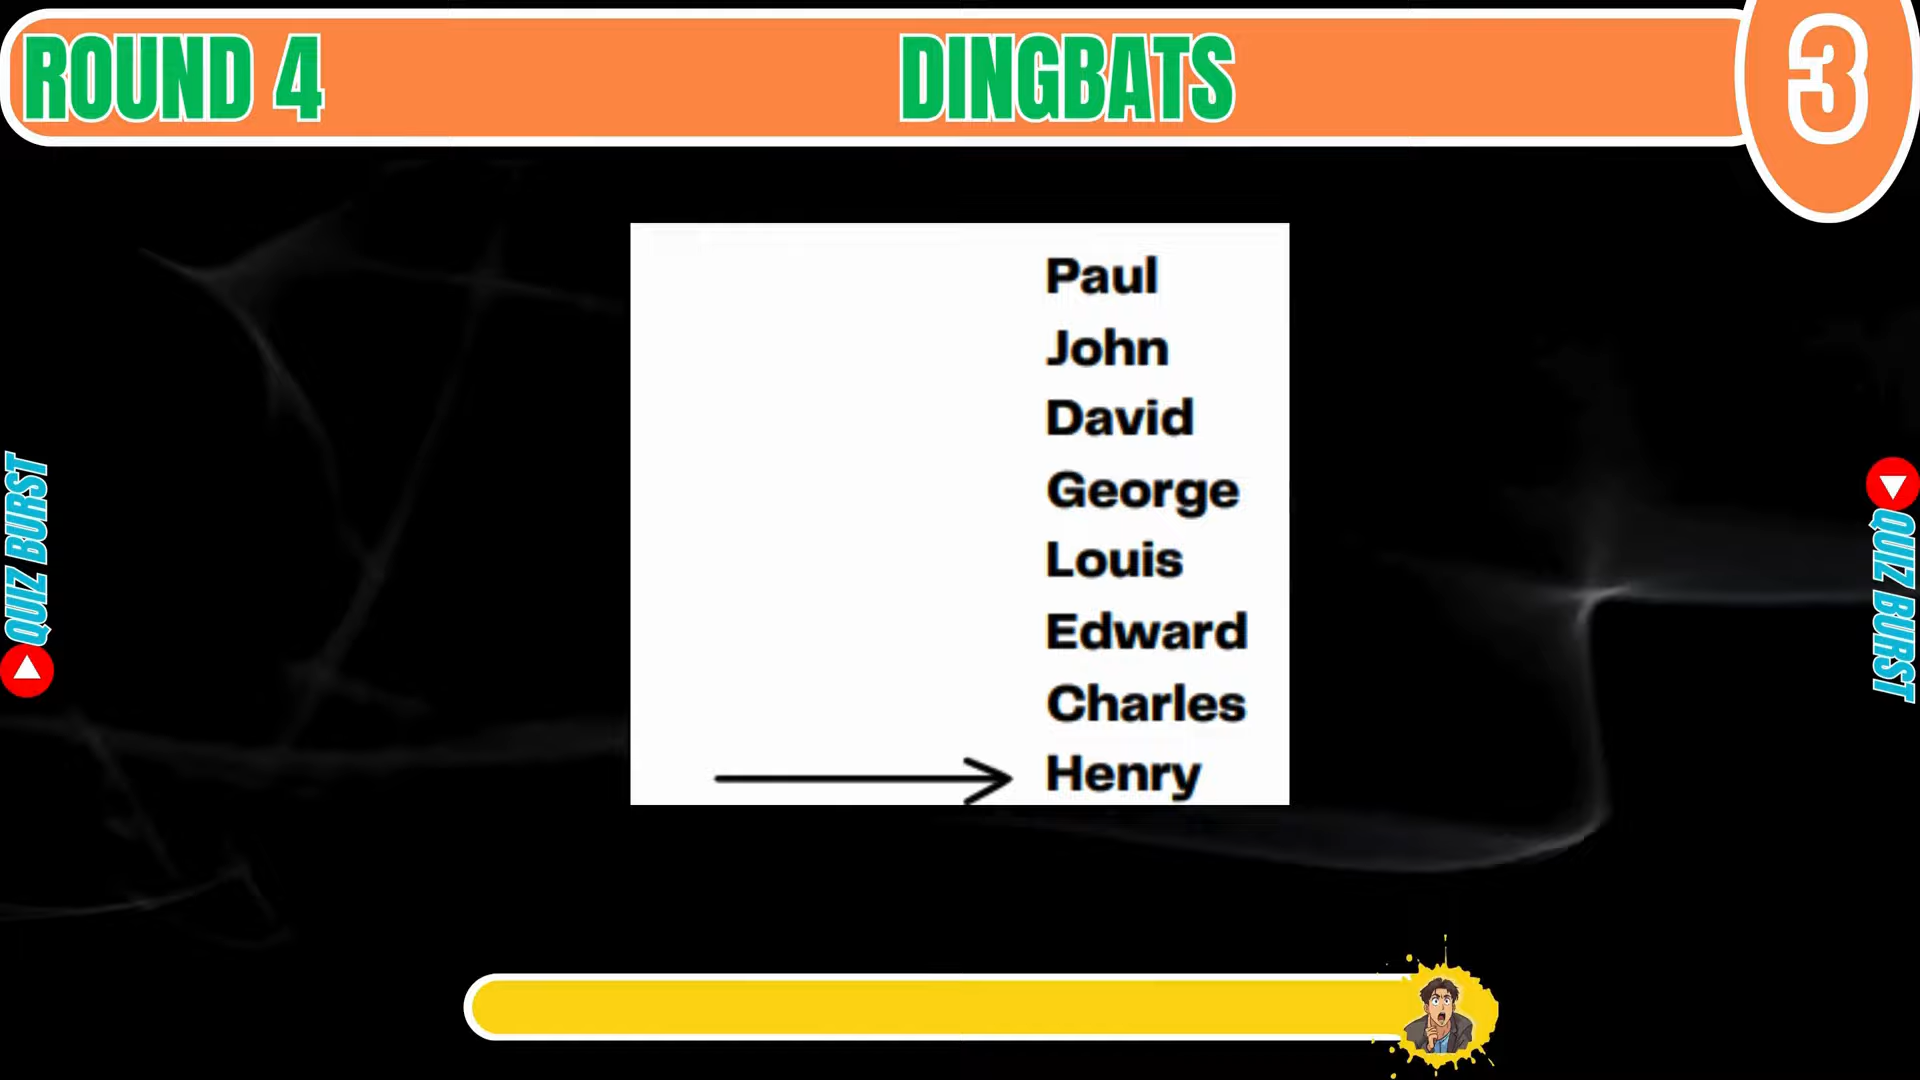 ROUND 4
DINGBATS
3
Paul
John
David
George
Louis
Edward
Charles
Henry
QUIZ BURST
QUIZ BURST